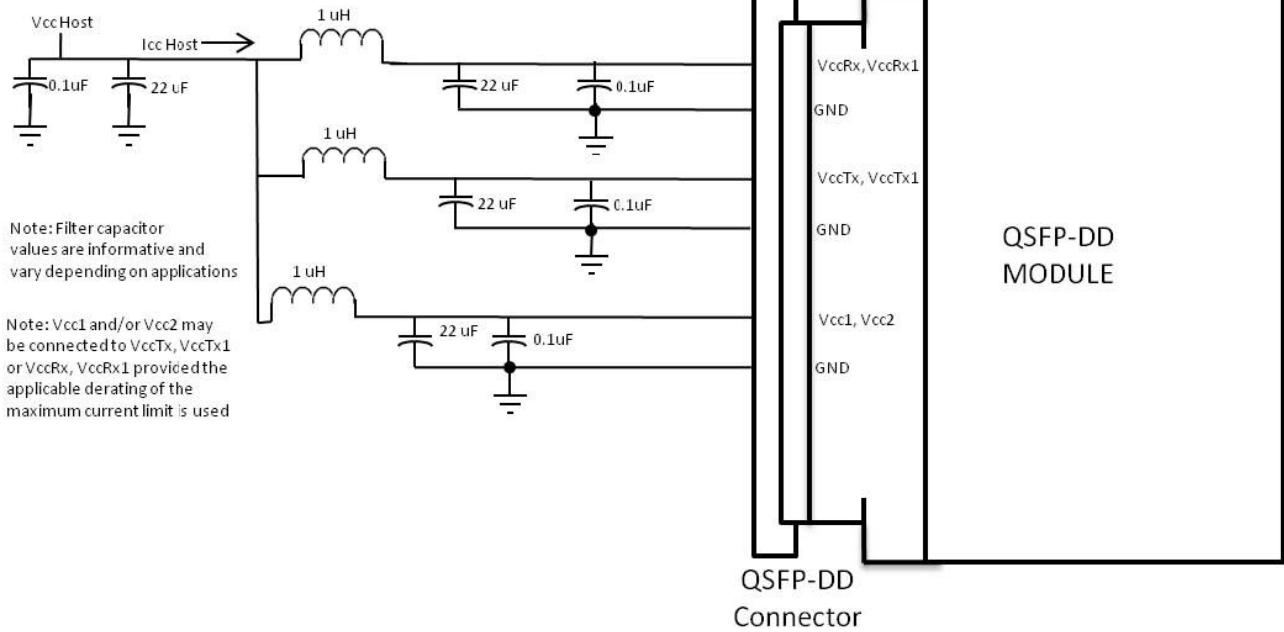 Vcc Host
Icc Host
0.1uF
22 uF
1 uH
22 uF
0.1uF
VccRx,VccRx1
GND
1 uH
22 uF
0.1uF
VccTx, VccTx1
GND
1 uH
22 uF
0.1uF
Vcc1, Vcc2
GND
Note: Filter capacitor
values are informative and
vary depending on applications
Note: Vcc1 and/or Vcc2 may
be connected to VccTx, VccTx1
or VccRx, VccRx1 provided the
applicable derating of the
maximum current limit is used
QSFP-DD
MODULE
QSFP-DD
Connector